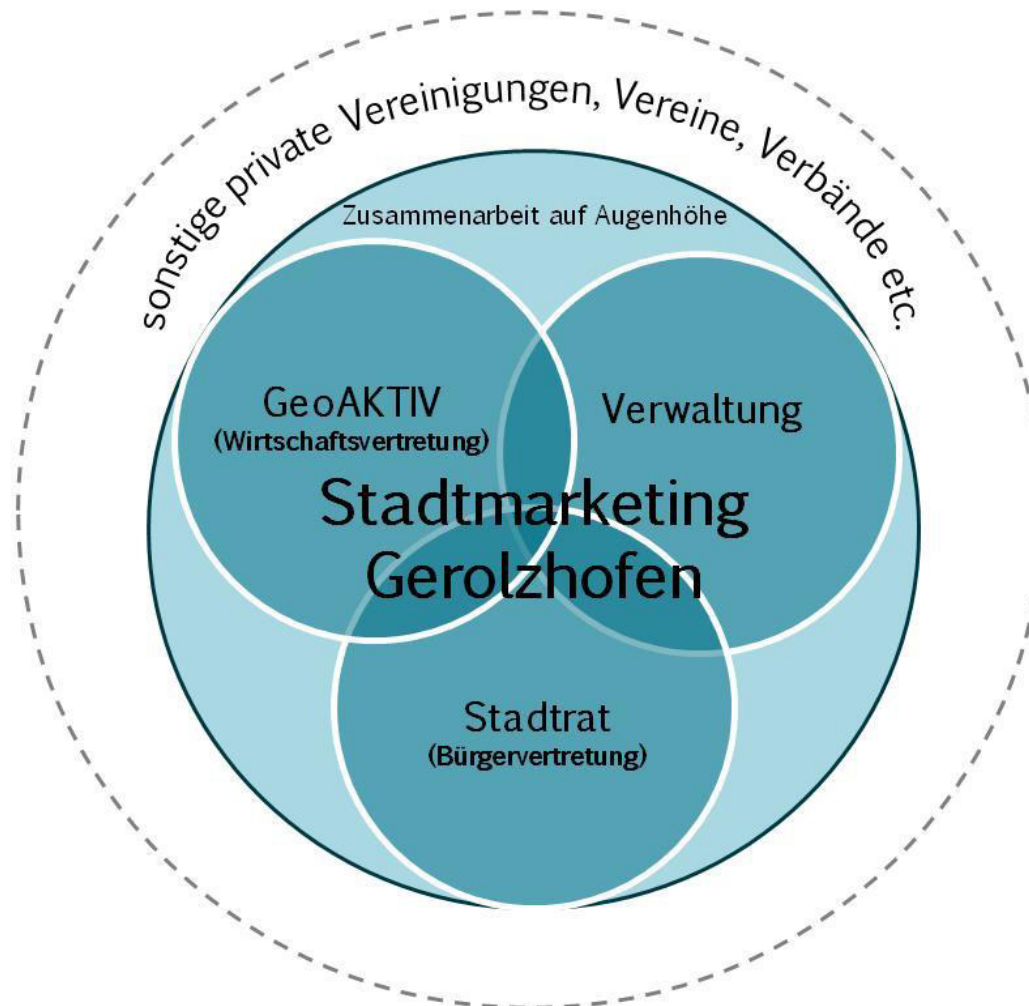 sonstige private Vereinigungen, Vereine, Verbände etc.
Zusammenarbeit auf Augenhöhe
GeoAKTIV
(Wirtschaftsvertretung)
Verwaltung
Stadtmarketing
Gerolzhofen
Stadtrat
(Bürgervertretung)